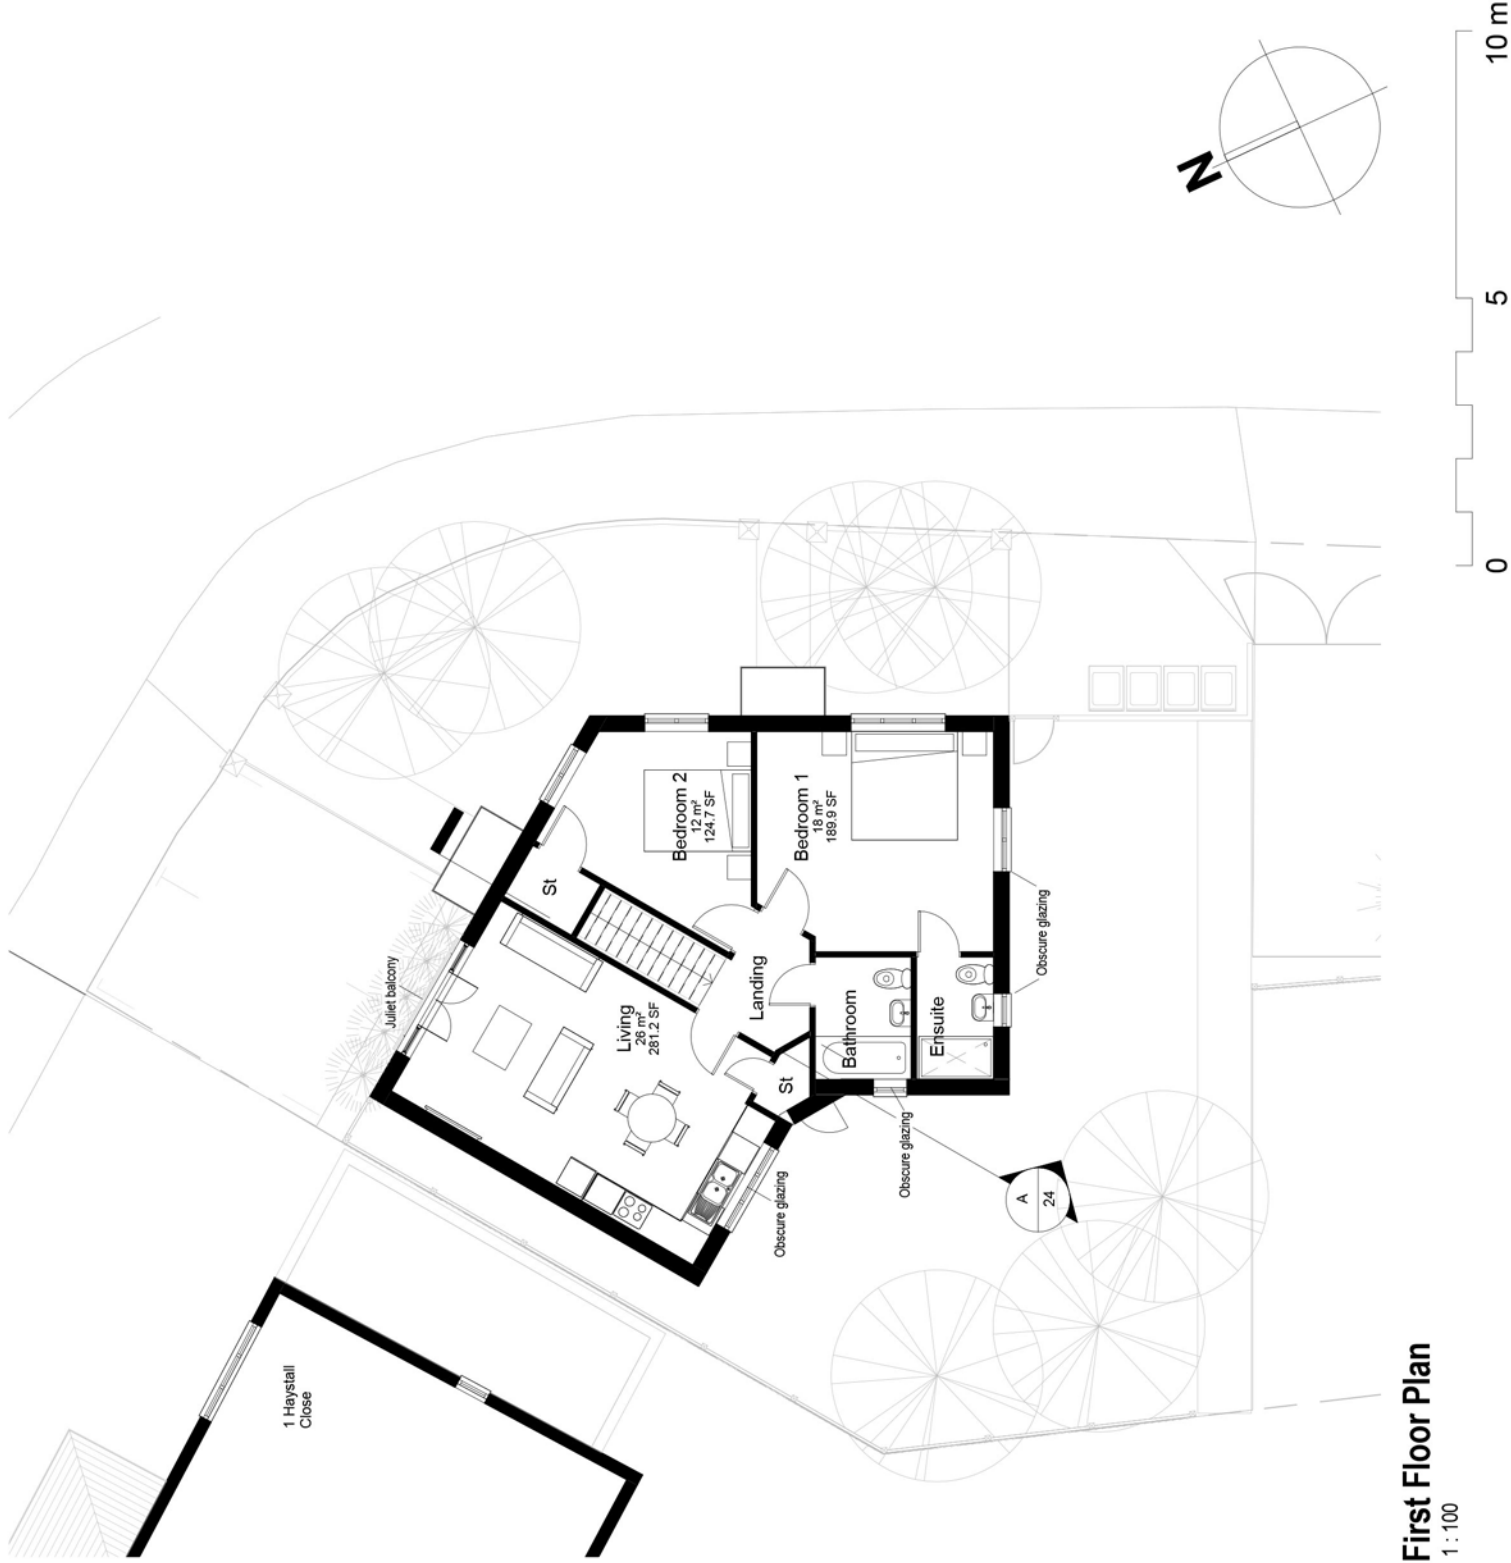 N
Juliet balcony
1 Haystall
Close
St
Bedroom 2
12 m²
124.7 SF
Living
26 m²
281.2 SF
Landing
Bedroom 1
18 m²
189.9 SF
St
Bathroom
Ensuite
Obscure glazing
Obscure glazing
Obscure glazing
A
24
First Floor Plan
1 : 100
0
5
10 m